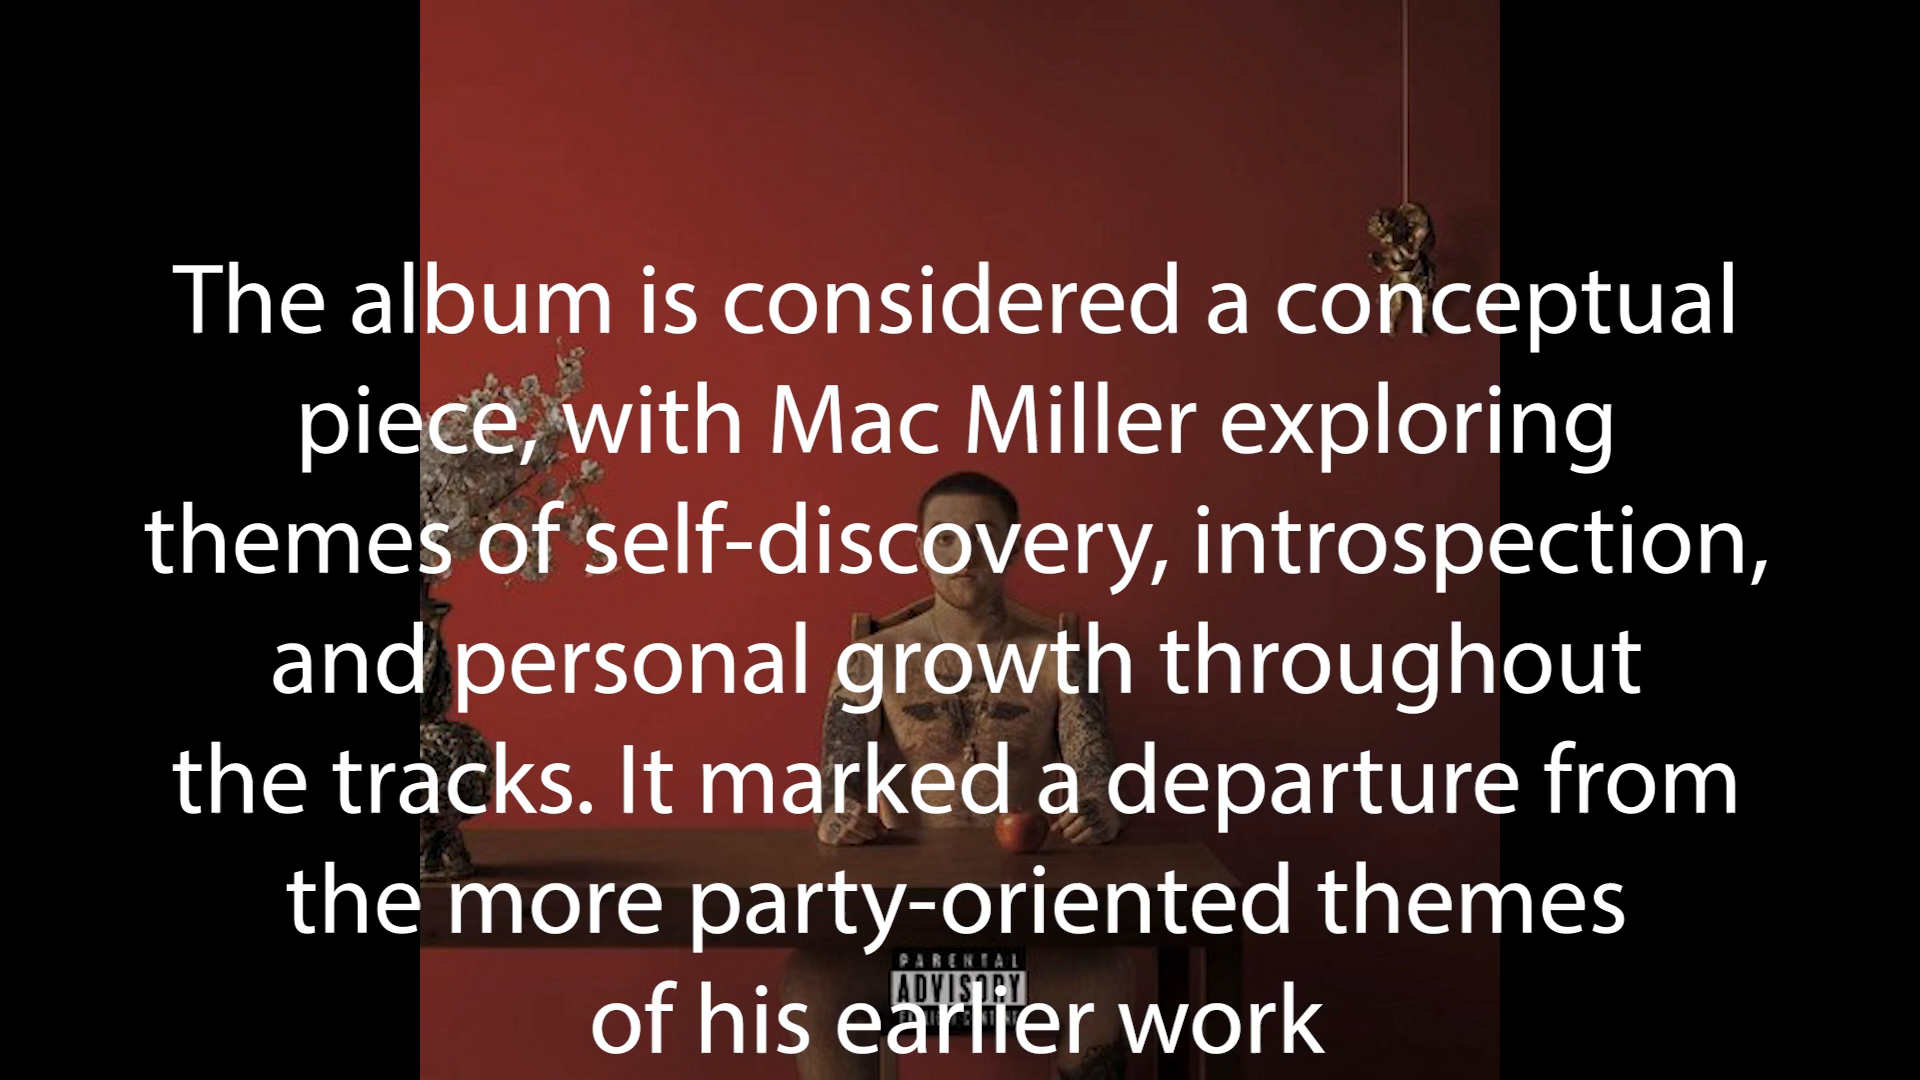 The album is considered a conceptual
piece, with Mac Miller exploring
themes of self-discovery, introspection,
and personal growth throughout
the tracks. It marked a departure from
the more party-oriented themes
PARENTAL
ADVISORY
of his earlier work